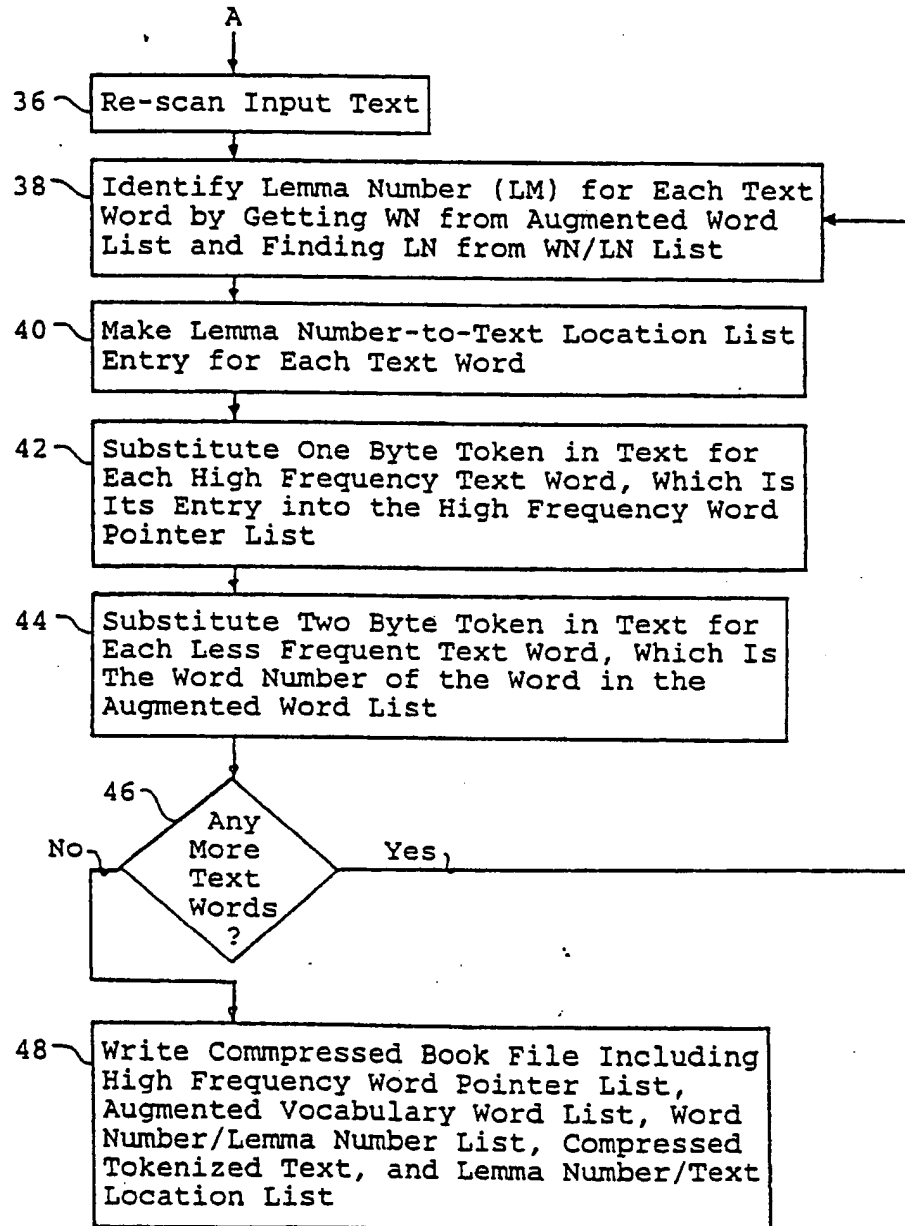 A
36
Re-scan Input Text
38
Identify Lemma Number (LM) for Each Text
Word by Getting WN from Augmented Word
List and Finding LN from WN/LN List
40
Make Lemma Number-to-Text Location List
Entry for Each Text Word
42
Substitute One Byte Token in Text for
Each High Frequency Text Word, Which Is
Its Entry into the High Frequency Word
Pointer List
44
Substitute Two Byte Token in Text for
Each Less Frequent Text Word, Which Is
The Word Number of the Word in the
Augmented Word List
46
Any
More
Text
Words
?
No
Yes
48
Write Commpressed Book File Including
High Frequency Word Pointer List,
Augmented Vocabulary Word List, Word
Number/Lemma Number List, Compressed
Tokenized Text, and Lemma Number/Text
Location List